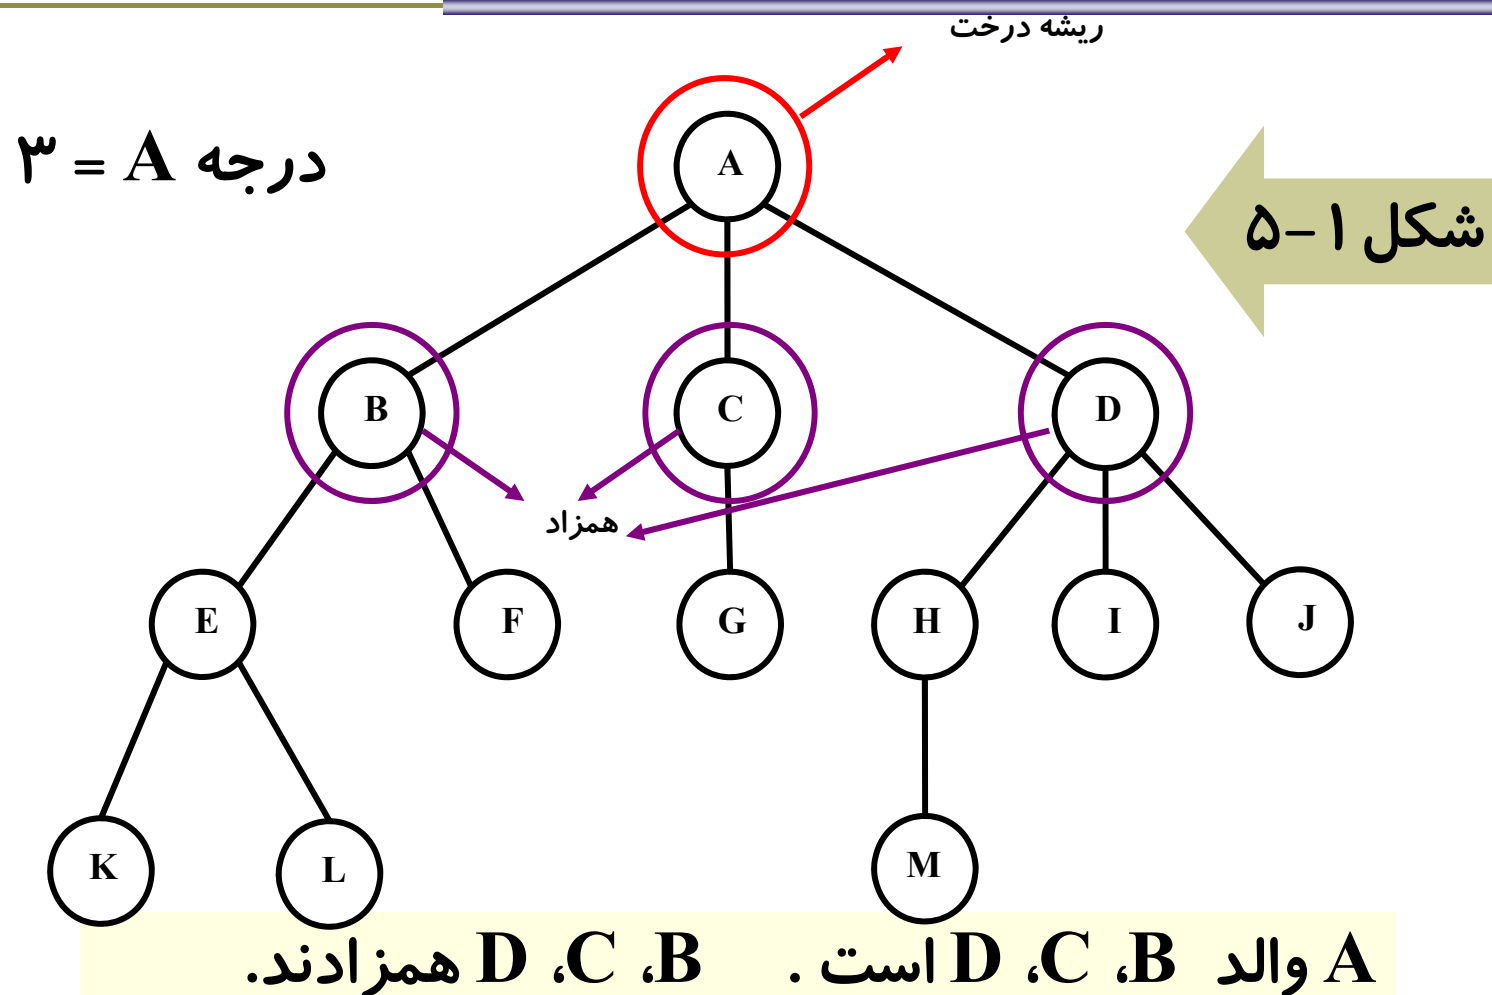 ریشه درخت
درجه A = ۳
A
شکل ۱-۵
B
C
D
همزاد
E
F
G
H
I
J
K
L
M
A والد B، C، D است . B، C، D همزادند.